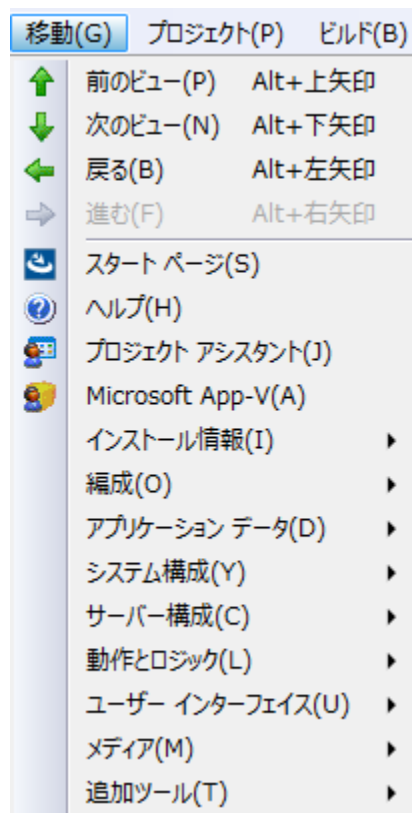 移動(G) プロジェクト(P) ビルド(B)
前のビュー(P) Alt+上矢印
次のビュー(N) Alt+下矢印
戻る(B) Alt+左矢印
進む(F) Alt+右矢印
スタート ページ(S)
ヘルプ(H)
プロジェクト アシスタント(J)
Microsoft App-V(A)
インストール情報(I)
編成(O)
アプリケーション データ(D)
システム構成(Y)
サーバー構成(C)
動作とロジック(L)
ユーザー インターフェイス(U)
メディア(M)
追加ツール(T)